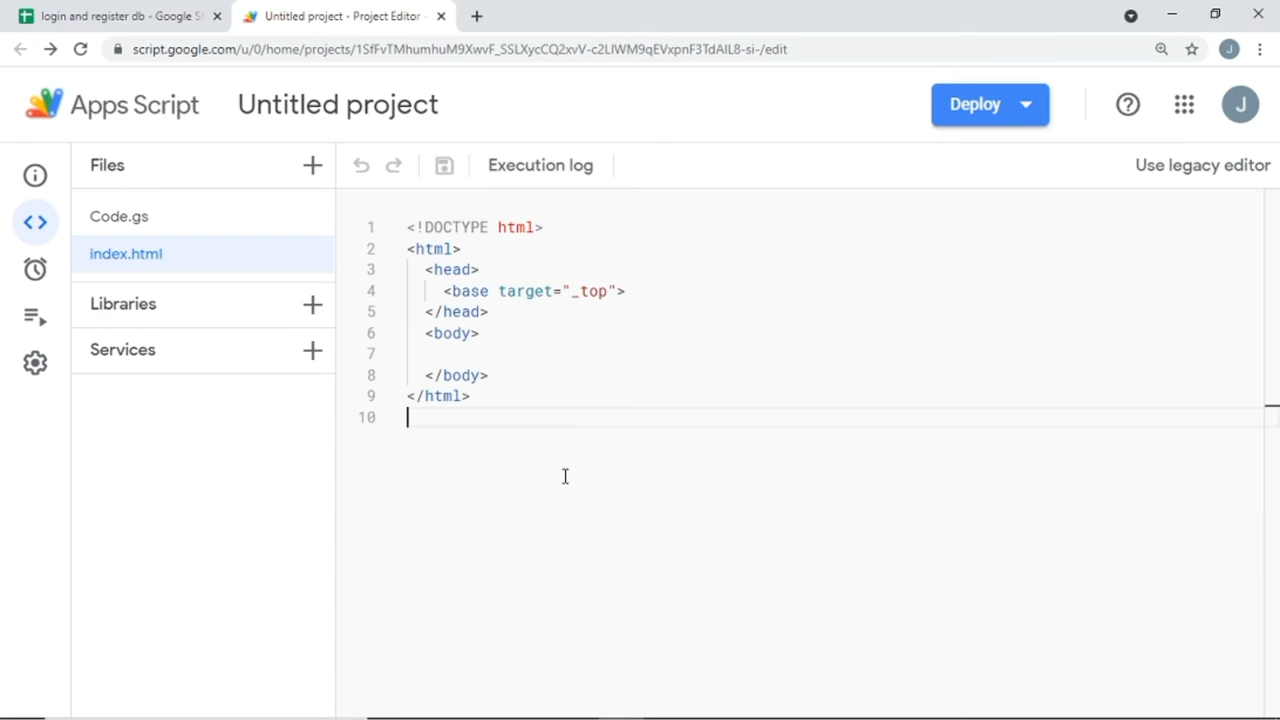 login and register db - Google S
Untitled project - Project Editor
script.google.com/u/0/home/projects/1SfFvTMhumhuM9XwvF_SSLXycCQ2xvV-c2LIWM9qEVxpnF3TdAIL8-si-/edit
J
Apps Script
Untitled project
Deploy
J
Files
Execution log
Use legacy editor
Code.gs
index.html
Libraries
Services
1 <!DOCTYPE html>
2 <html>
3 <head>
4 <base target="_top">
5 </head>
6 <body>
7
8 </body>
9 </html>
10